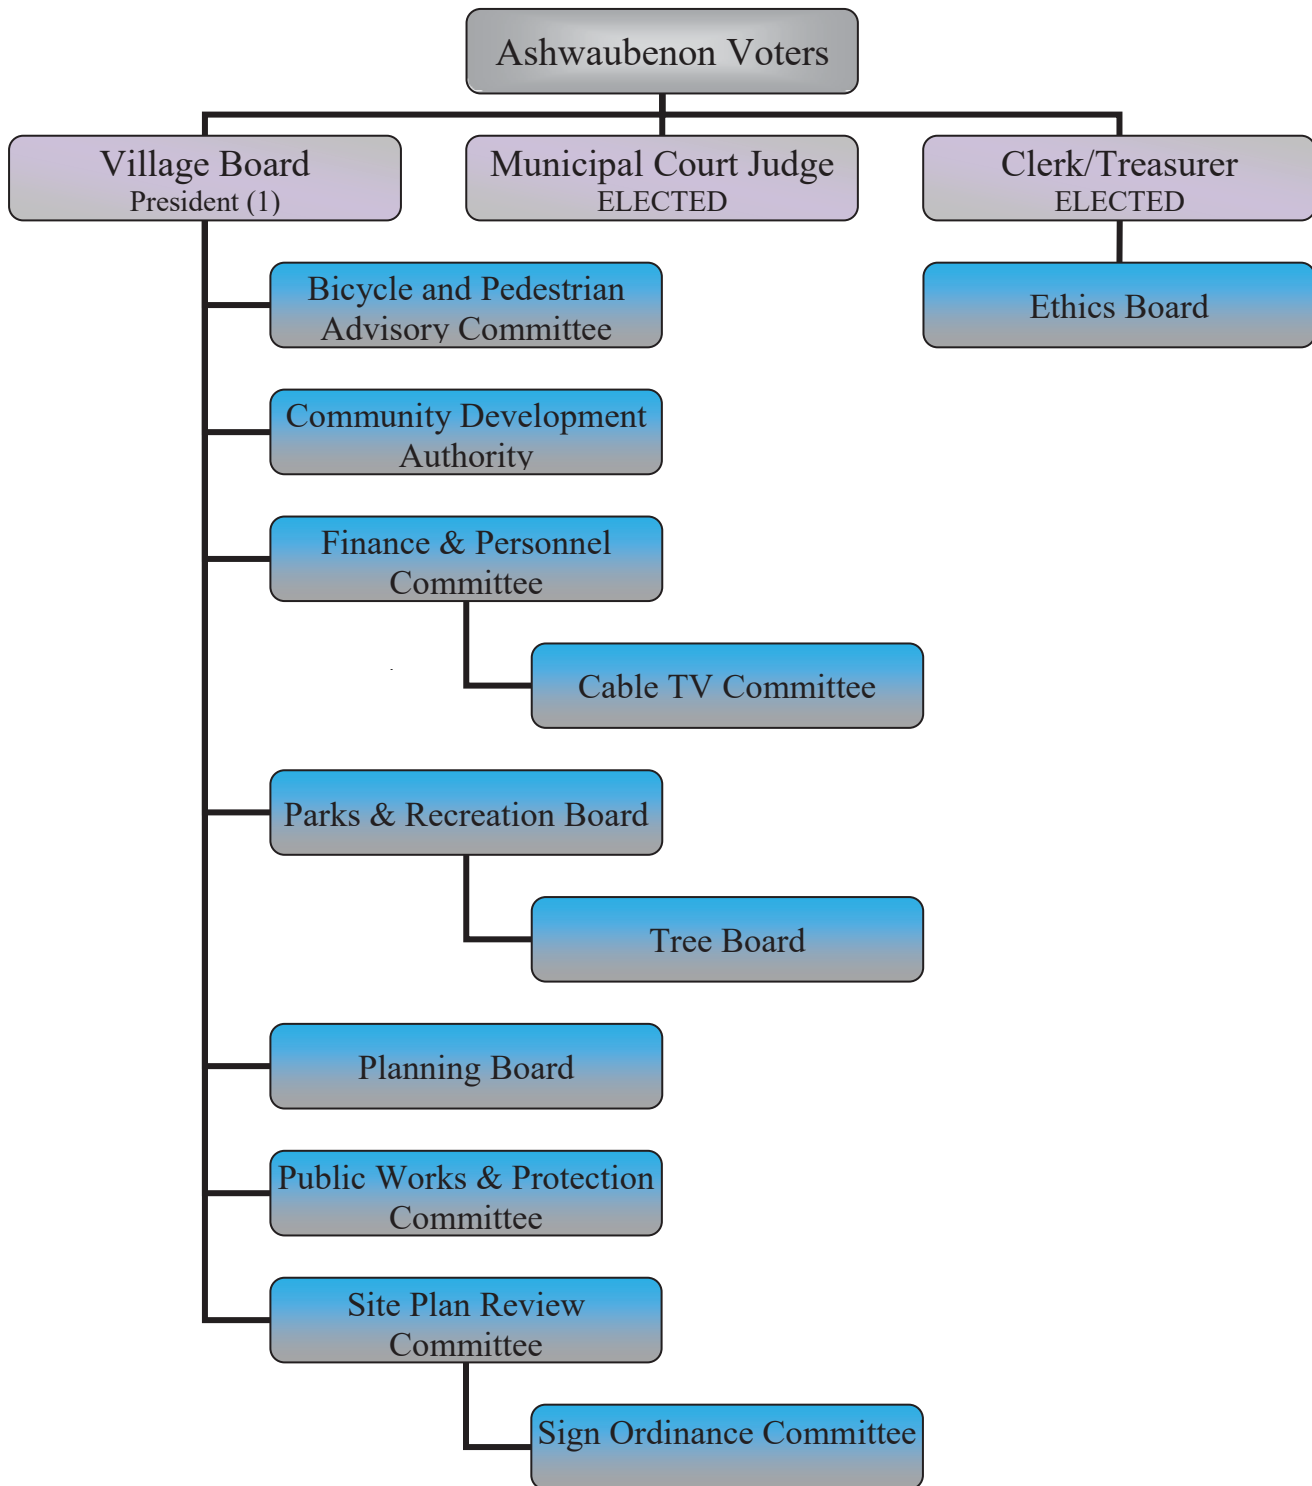 Ashwaubenon Voters
Village Board
President (1)
Municipal Court Judge
ELECTED
Clerk/Treasurer
ELECTED
Bicycle and Pedestrian
Advisory Committee
Ethics Board
Community Development
Authority
Finance & Personnel
Committee
Cable TV Committee
Parks & Recreation Board
Tree Board
Planning Board
Public Works & Protection
Committee
Site Plan Review
Committee
Sign Ordinance Committee